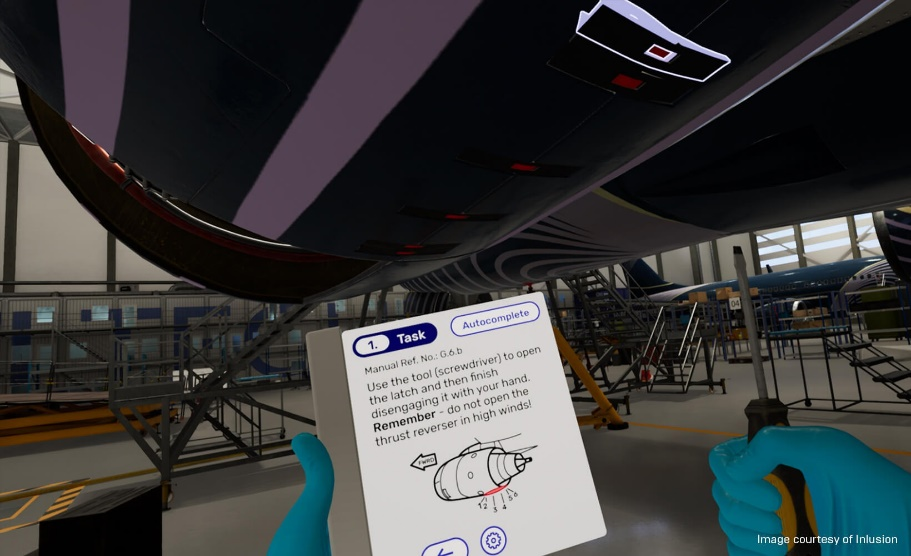 1. Task
Autocomplete
Manual Ref. No.: G.6.b
Use the tool (screwdriver) to open
the latch and then finish
disengaging it with your hand.
Remember - do not open the
thrust reverser in high winds!
FWRD
1 2 3 4 5 6
04
Image courtesy of Inlusion